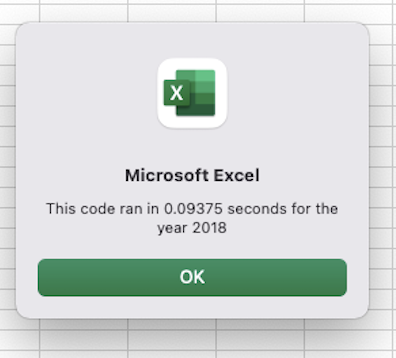 X
Microsoft Excel
This code ran in 0.09375 seconds for the
year 2018
OK